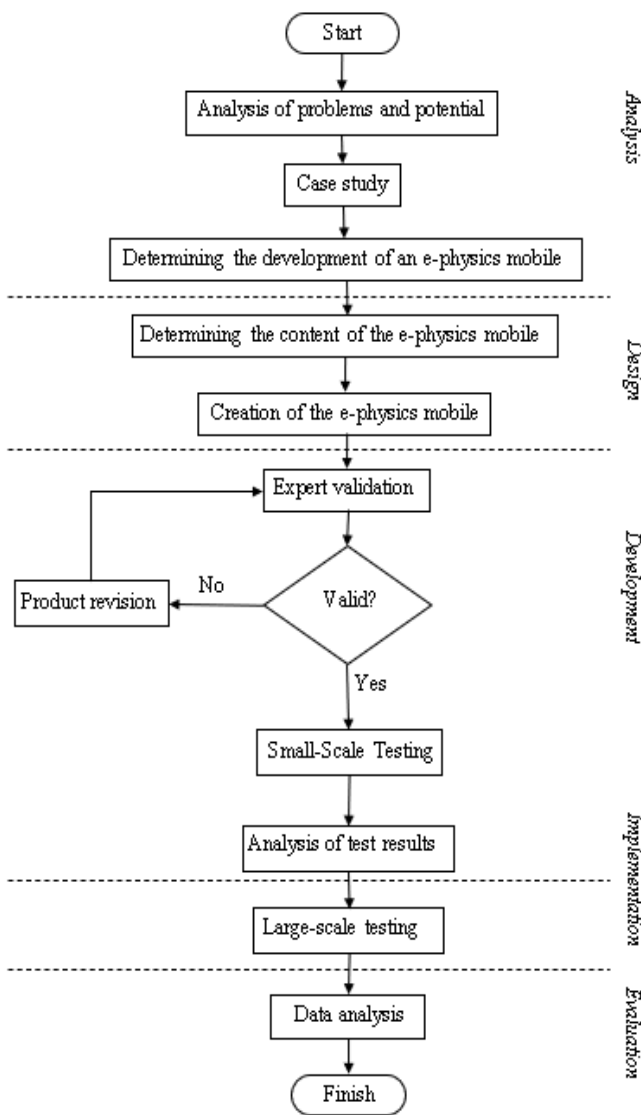 Start
Analysis of problems and potential
Analysis
Case study
Determining the development of an e-physics mobile
Determining the content of the e-physics mobile
Design
Creation of the e-physics mobile
Expert validation
Development
No
Valid?
Product revision
Yes
Small-Scale Testing
Analysis of test results
Implementation
Large-scale testing
Data analysis
Evaluation
Finish